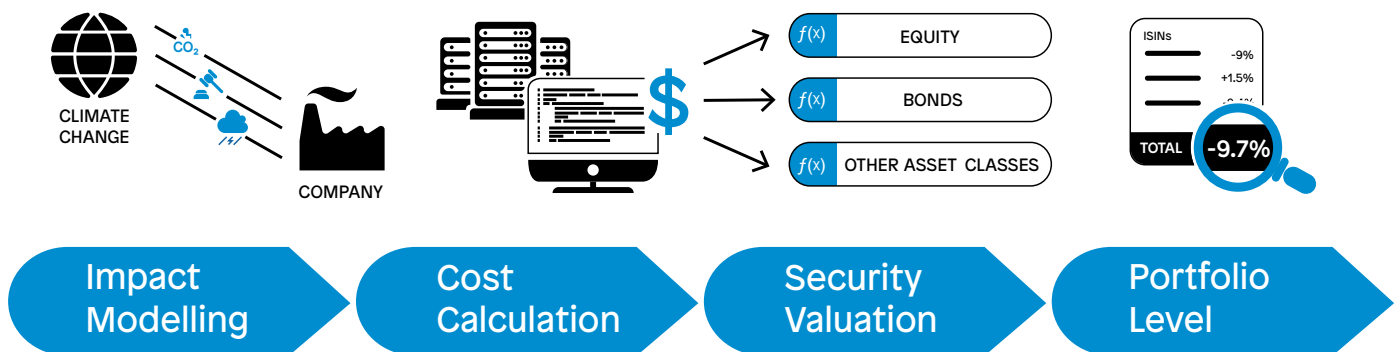 CLIMATE
CHANGE
CO₂
COMPANY
$
f(x) EQUITY
f(x) BONDS
f(x) OTHER ASSET CLASSES
ISINs
-9%
+1.5%
TOTAL -9.7%
Impact
Modelling
Cost
Calculation
Security
Valuation
Portfolio
Level